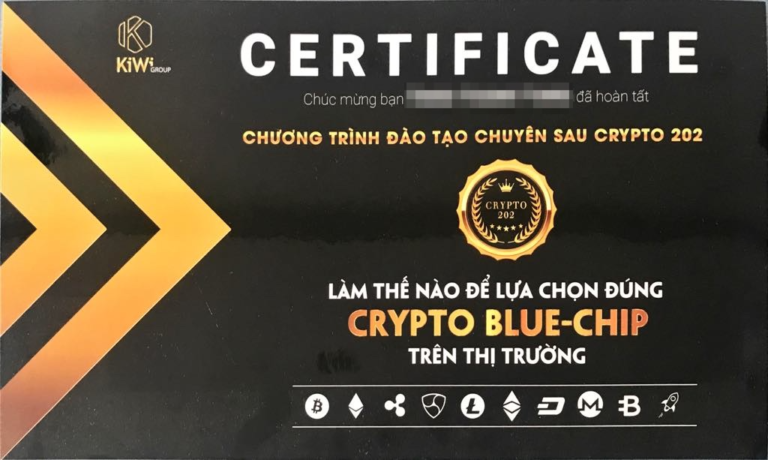 KiWi
GROUP
CERTIFICATE
Chúc mừng bạn đã hoàn tất
CHƯƠNG TRÌNH ĐÀO TẠO CHUYÊN SAU CRYPTO 202
CRYPTO
202
LÀM THẾ NÀO ĐỂ LỰA CHỌN ĐÚNG
CRYPTO BLUE-CHIP
TRÊN THỊ TRƯỜNG